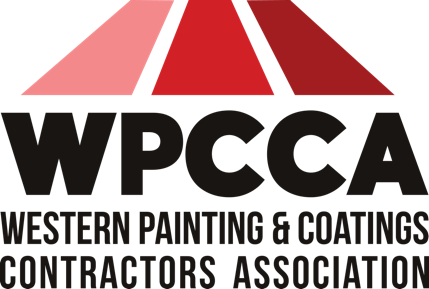 WPCCA
WESTERN PAINTING & COATINGS
CONTRACTORS ASSOCIATION